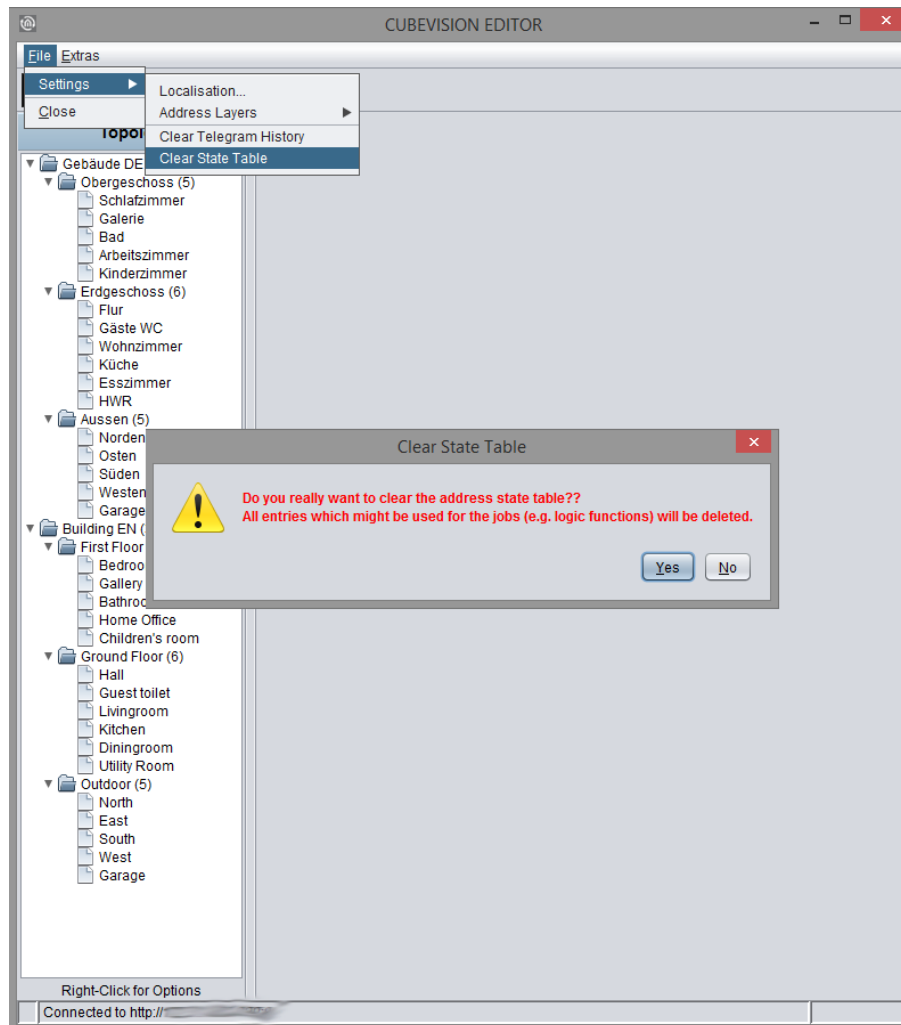 CUBEVISION EDITOR
File Extras
Settings
Close
Localisation...
Address Layers
Clear Telegram History
Clear State Table
Gebäude DE
Obergeschoss (5)
Schlafzimmer
Galerie
Bad
Arbeitszimmer
Kinderzimmer
Erdgeschoss (6)
Flur
Gäste WC
Wohnzimmer
Küche
Esszimmer
HWR
Aussen (5)
Norden
Osten
Süden
Westen
Garage
Clear State Table
Do you really want to clear the address state table??
All entries which might be used for the jobs (e.g. logic functions) will be deleted.
Yes No
Building EN (
First Floor
Gallery
Home Office
Children's room
Ground Floor (6)
Hall
Guest toilet
Livingroom
Kitchen
Diningroom
Utility Room
Outdoor (5)
North
East
South
West
Garage
Right-Click for Options
Connected to http://